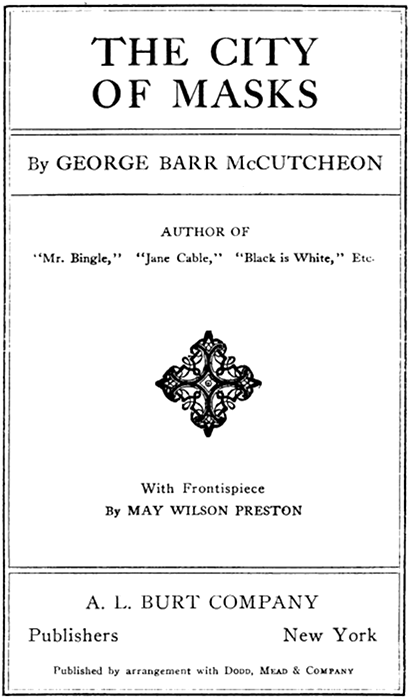 THE CITY
OF MASKS
By GEORGE BARR McCUTCHEON
AUTHOR OF
"Mr. Bingle," "Jane Cable," "Black is White," Etc.
With Frontispiece
By MAY WILSON PRESTON
A. L. BURT COMPANY
Publishers New York
Published by arrangement with DODD, MEAD & COMPANY